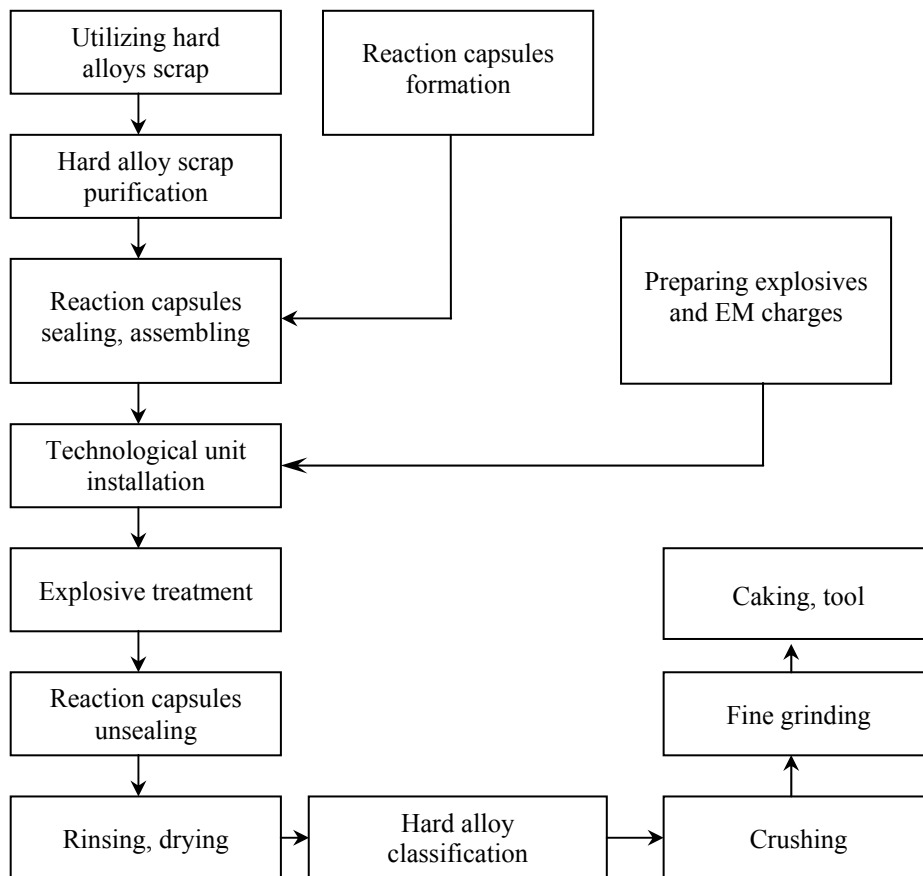 Utilizing hard
alloys scrap
Reaction capsules
formation
Hard alloy scrap
purification
Reaction capsules
sealing, assembling
Preparing explosives
and EM charges
Technological unit
installation
Explosive treatment
Caking, tool
Reaction capsules
unsealing
Fine grinding
Rinsing, drying
Hard alloy
classification
Crushing